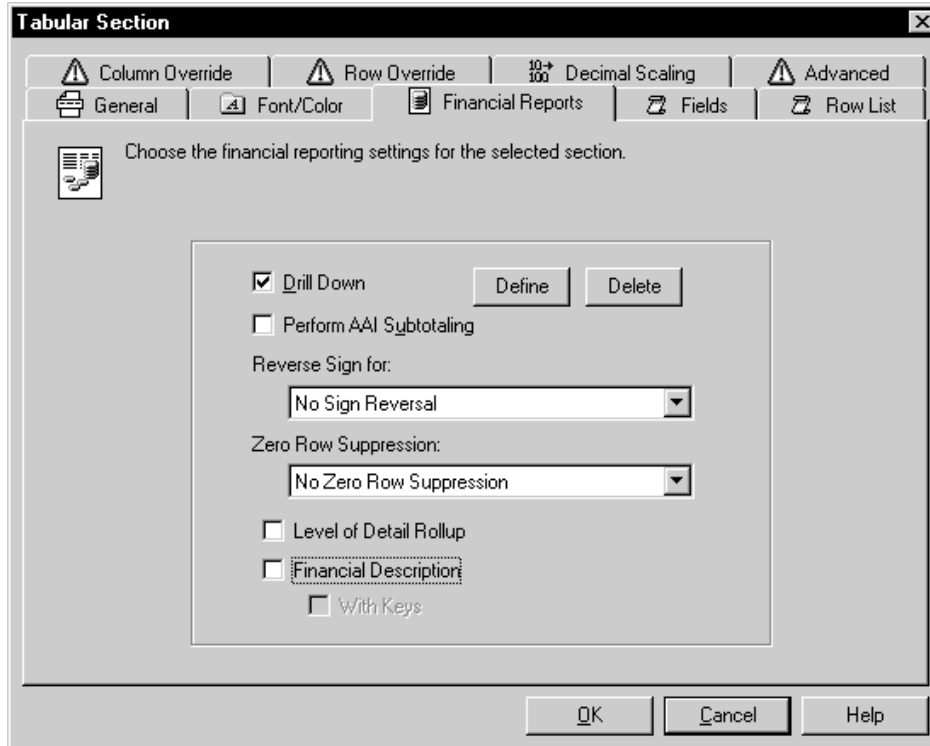 Tabular Section
Column Override Row Override 10→ 100 Decimal Scaling Advanced
General A Font/Color Financial Reports Fields Row List
Choose the financial reporting settings for the selected section.
Drill Down Define Delete
Perform AAI Subtotaling
Reverse Sign for:
No Sign Reversal
Zero Row Suppression:
No Zero Row Suppression
Level of Detail Rollup
Financial Description
With Keys
OK Cancel Help